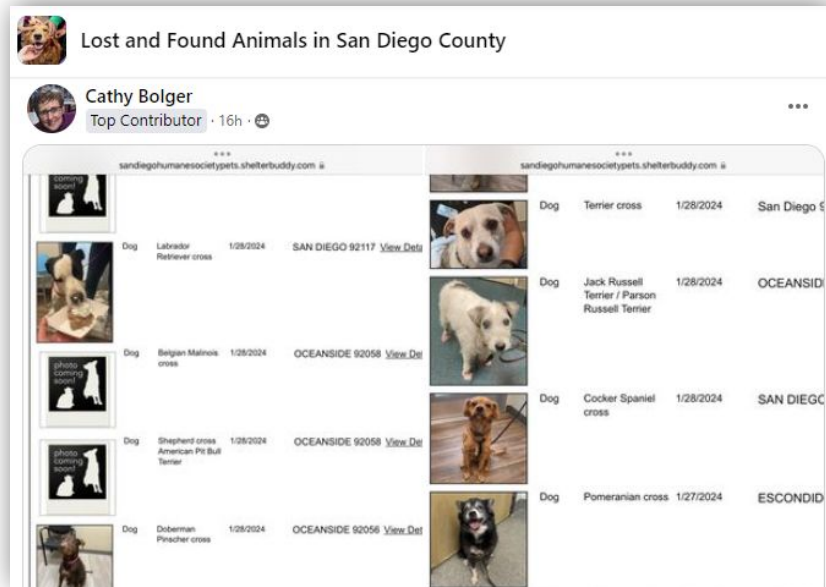 Lost and Found Animals in San Diego County
Cathy Bolger
Top Contributor · 16h ·
sandiegohumanesocietypets.shelterbuddy.com
coming
soon!
Dog Labrador 1/28/2024 SAN DIEGO 92117 View Deta
Retriever cross
photo
coming
soon!
Dog Belgian Malinois 1/28/2024 OCEANSIDE 92058 View Det
cross
photo
coming
soon!
Dog Shepherd cross 1/28/2024 OCEANSIDE 92058 View Det
American Pit Bull
Terrier
Dog Doberman 1/28/2024 OCEANSIDE 92056 View Det
Pinscher cross
sandiegohumanesocietypets.shelterbuddy.com
Dog Terrier cross 1/28/2024 San Diego 9
Dog Jack Russell 1/28/2024 OCEANSID
Terrier / Parson
Russell Terrier
Dog Cocker Spaniel 1/28/2024 SAN DIEGO
cross
Dog Pomeranian cross 1/27/2024 ESCONDID